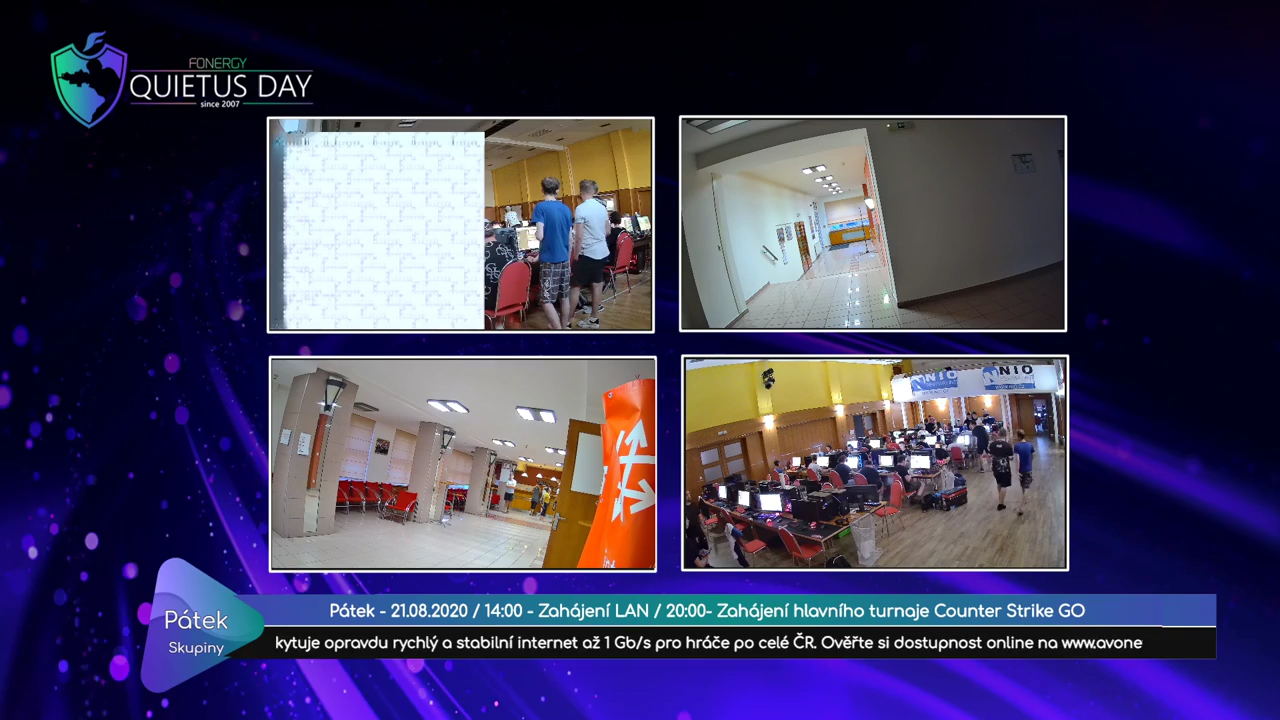 FONERGY
QUIETUS DAY
since 2007
NIO
NIO
Pátek
Skupiny
Pátek - 21.08.2020 / 14:00 - Zahájení LAN / 20:00- Zahájení hlavního turnaje Counter Strike GO
kytuje opravdu rychlý a stabilní internet až 1 Gb/s pro hráče po celé ČR. Ověřte si dostupnost online na www.avone